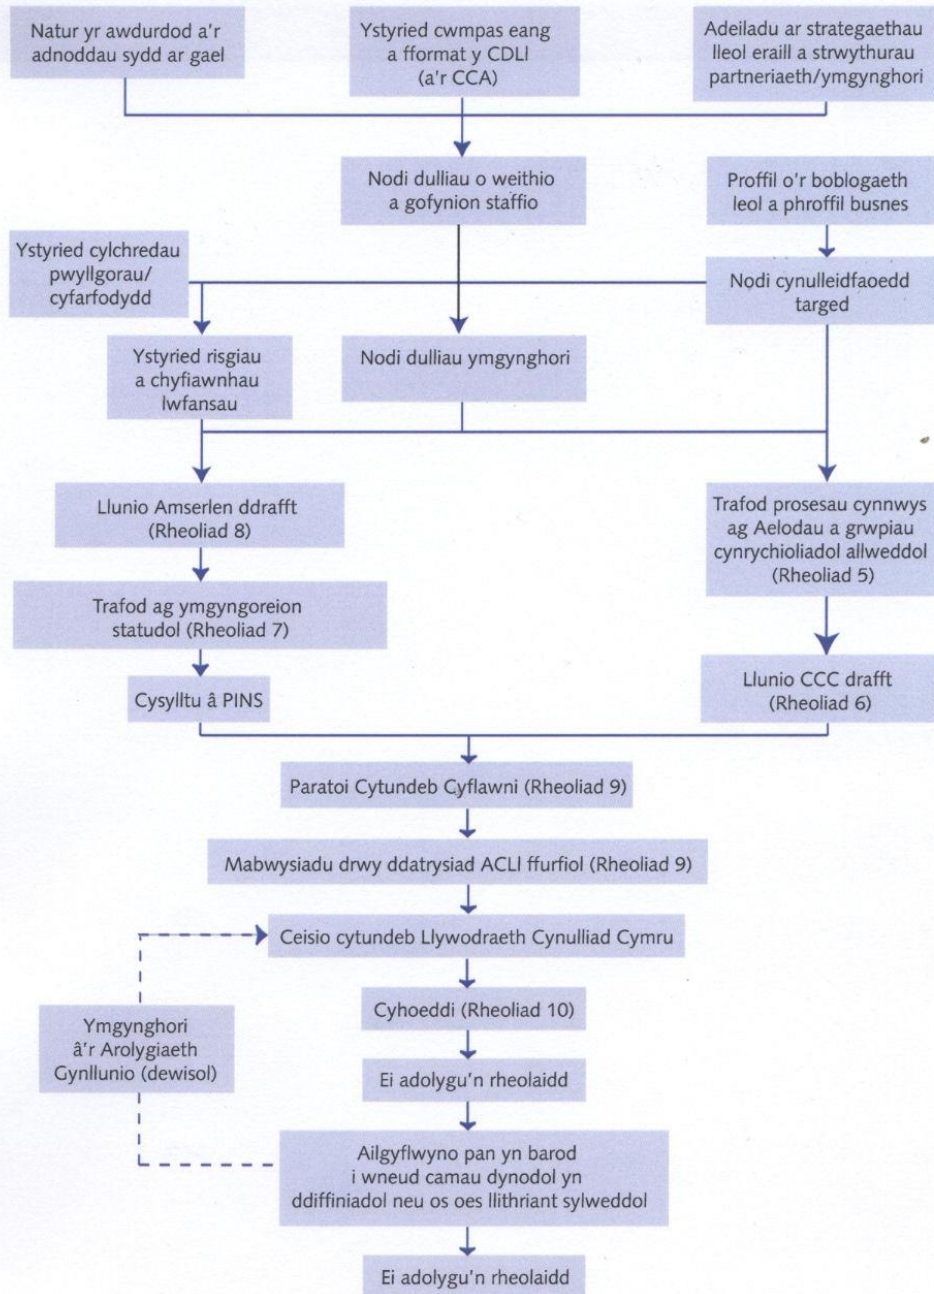 Natur yr awdurdod a'r
adnoddau sydd ar gael
Ystyried cwmpas eang
a fformat y CDLl
(a'r CCA)
Adeiladu ar strategaethau
lleol eraill a strwythurau
partneriaeth/ymgynghori
Nodi dulliau o weithio
a gofynion staffio
Proffil o'r boblogaeth
leol a phroffil busnes
Ystyried cylchredau
pwyllgorau/
cyfarfodydd
Nodi cynulleidfaoedd
targed
Ystyried risgiau
a chyfiawnhau
lwfansau
Nodi dulliau ymgynghori
Llunio Amserlen ddrafft
(Rheoliad 8)
Trafod prosesau cynnwys
ag Aelodau a grwpiau
cynrychioliadol allweddol
(Rheoliad 5)
Trafod ag ymgyngoreion
statudol (Rheoliad 7)
Cysylltu â PINS
Llunio CCC drafft
(Rheoliad 6)
Paratoi Cytundeb Gyflawni (Rheoliad 9)
Mabwysiadu drwy ddatrysiad ACLl ffurfiol (Rheoliad 9)
Ceisio cytundeb Llywodraeth Cynulliad Cymru
Cyhoeddi (Rheoliad 10)
Ymgynghori
â'r Arolygiaeth
Gynllunio (dewisol)
Ei adolygu'n rheolaidd
Ailgyflwyno pan yn barod
i wneud camau dynodol yn
ddiffiniadol neu os oes llithriant sylweddol
Ei adolygu'n rheolaidd